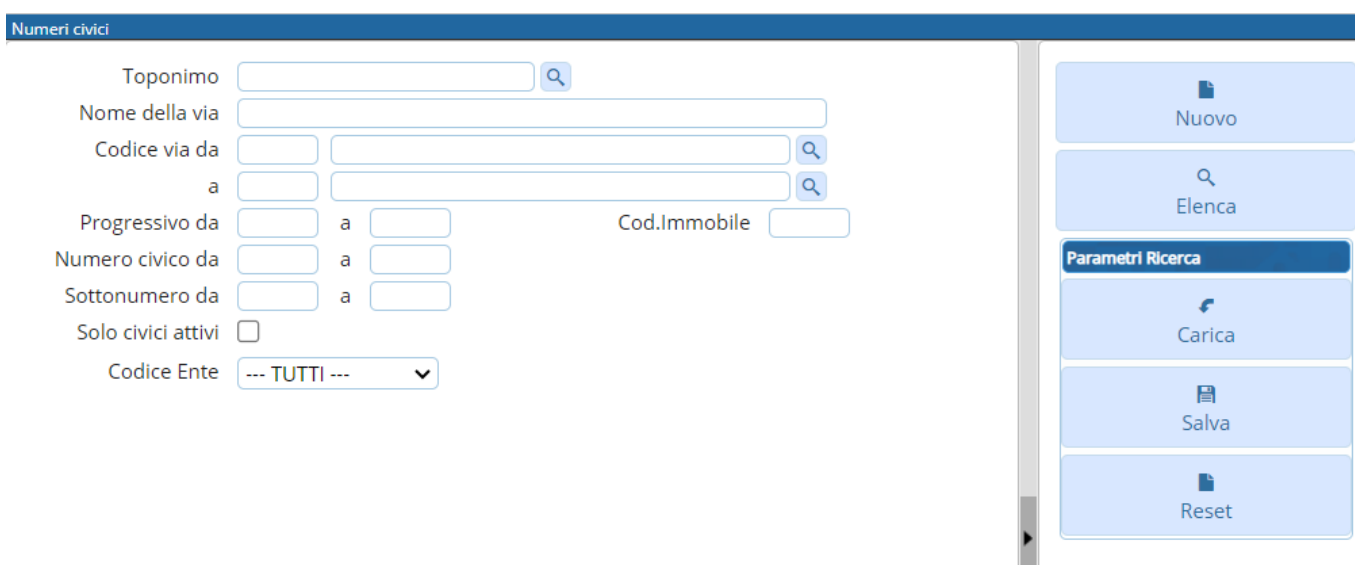 Numeri civici
Toponimo
Nome della via
Codice via da
a
Progressivo da a Cod.Immobile
Numero civico da a
Sottonumero da a
Solo civici attivi
Codice Ente --- TUTTI ---
Nuovo
Elenca
Parametri Ricerca
Carica
Salva
Reset